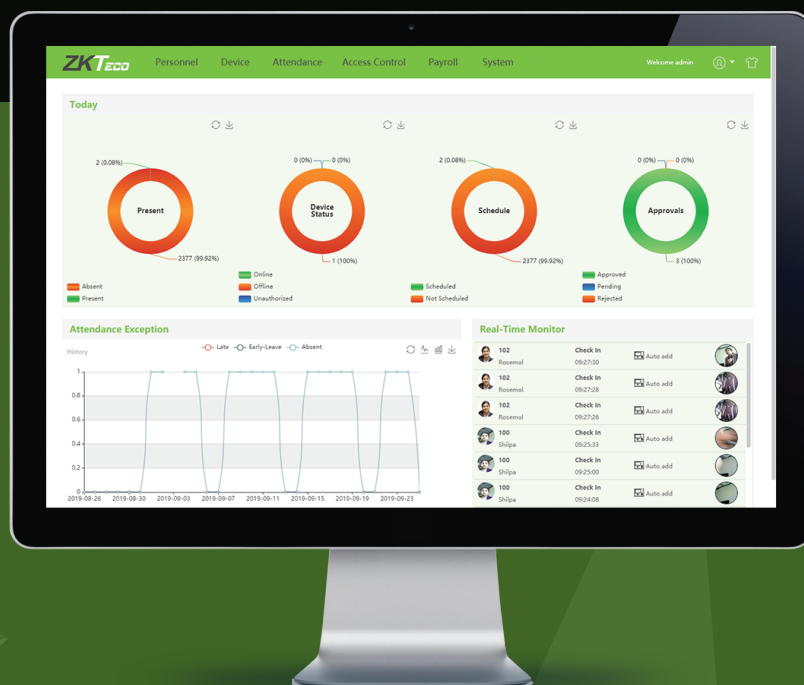 ZKTECO Personnel Device Attendance Access Control Payroll System Welcome admin
Today
2 (0.08%)
Present
2377 (99.92%)
Absent
Present
0 (0%) 0 (0%)
Device
Status
1 (100%)
Online
Offline
Unauthorized
2 (0.08%)
Schedule
2377 (99.92%)
Scheduled
Not Scheduled
0 (0%) 0 (0%)
Approvals
3 (100%)
Approved
Pending
Rejected
Attendance Exception
History
Late Early-Leave Absent
1
0.8
0.6
0.4
0.2
0
2019-08-26 2019-08-30 2019-09-03 2019-09-07 2019-09-11 2019-09-15 2019-09-19 2019-09-23
Real-Time Monitor
102 Check In
Rosemol 09:27:30 Auto add
102 Check In
Rosemol 09:27:28 Auto add
102 Check In
Rosemol 09:27:26 Auto add
100 Check In
Shilpa 09:25:33 Auto add
100 Check In
Shilpa 09:25:00 Auto add
100 Check In
Shilpa 09:24:08 Auto add